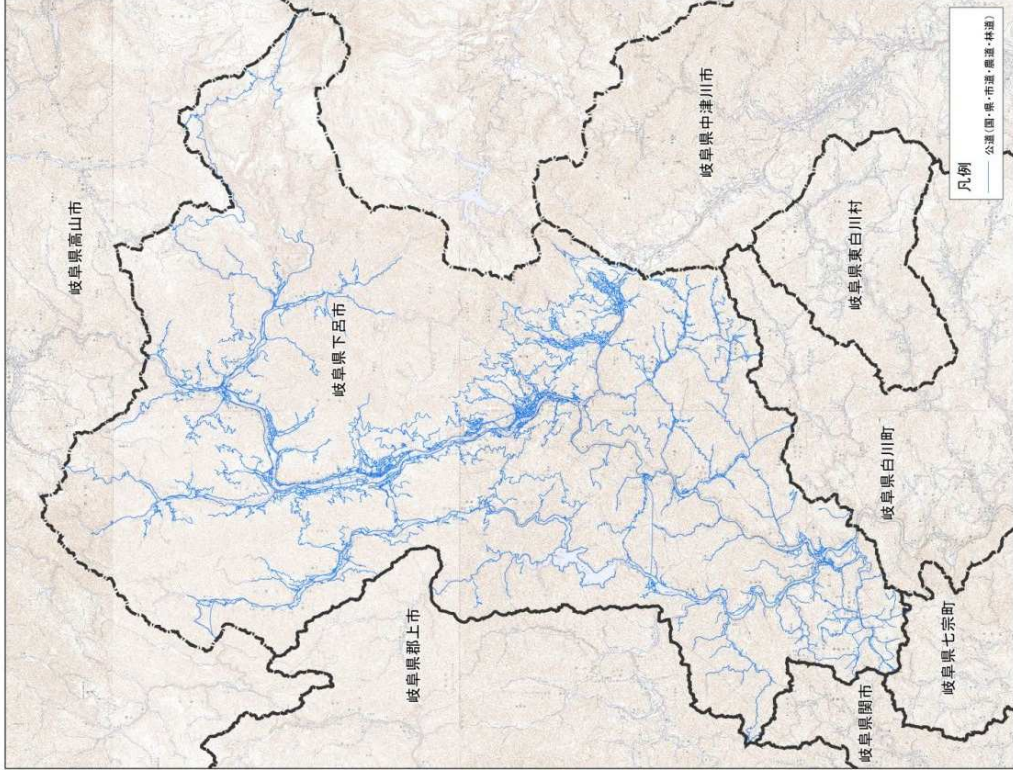 岐阜県高山市
岐阜県下呂市
岐阜県中津川市
岐阜県東白川村
岐阜県白川町
岐阜県郡上市
岐阜県七宗町
岐阜県関市
凡例
公道(国・県・市道・農道・林道)